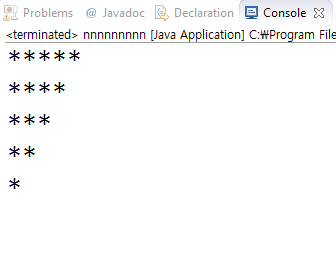 Problems @ Javadoc Declaration Console
<terminated> nnnnnnnnn [Java Application] C:₩Program File
*****
****
***
**
*